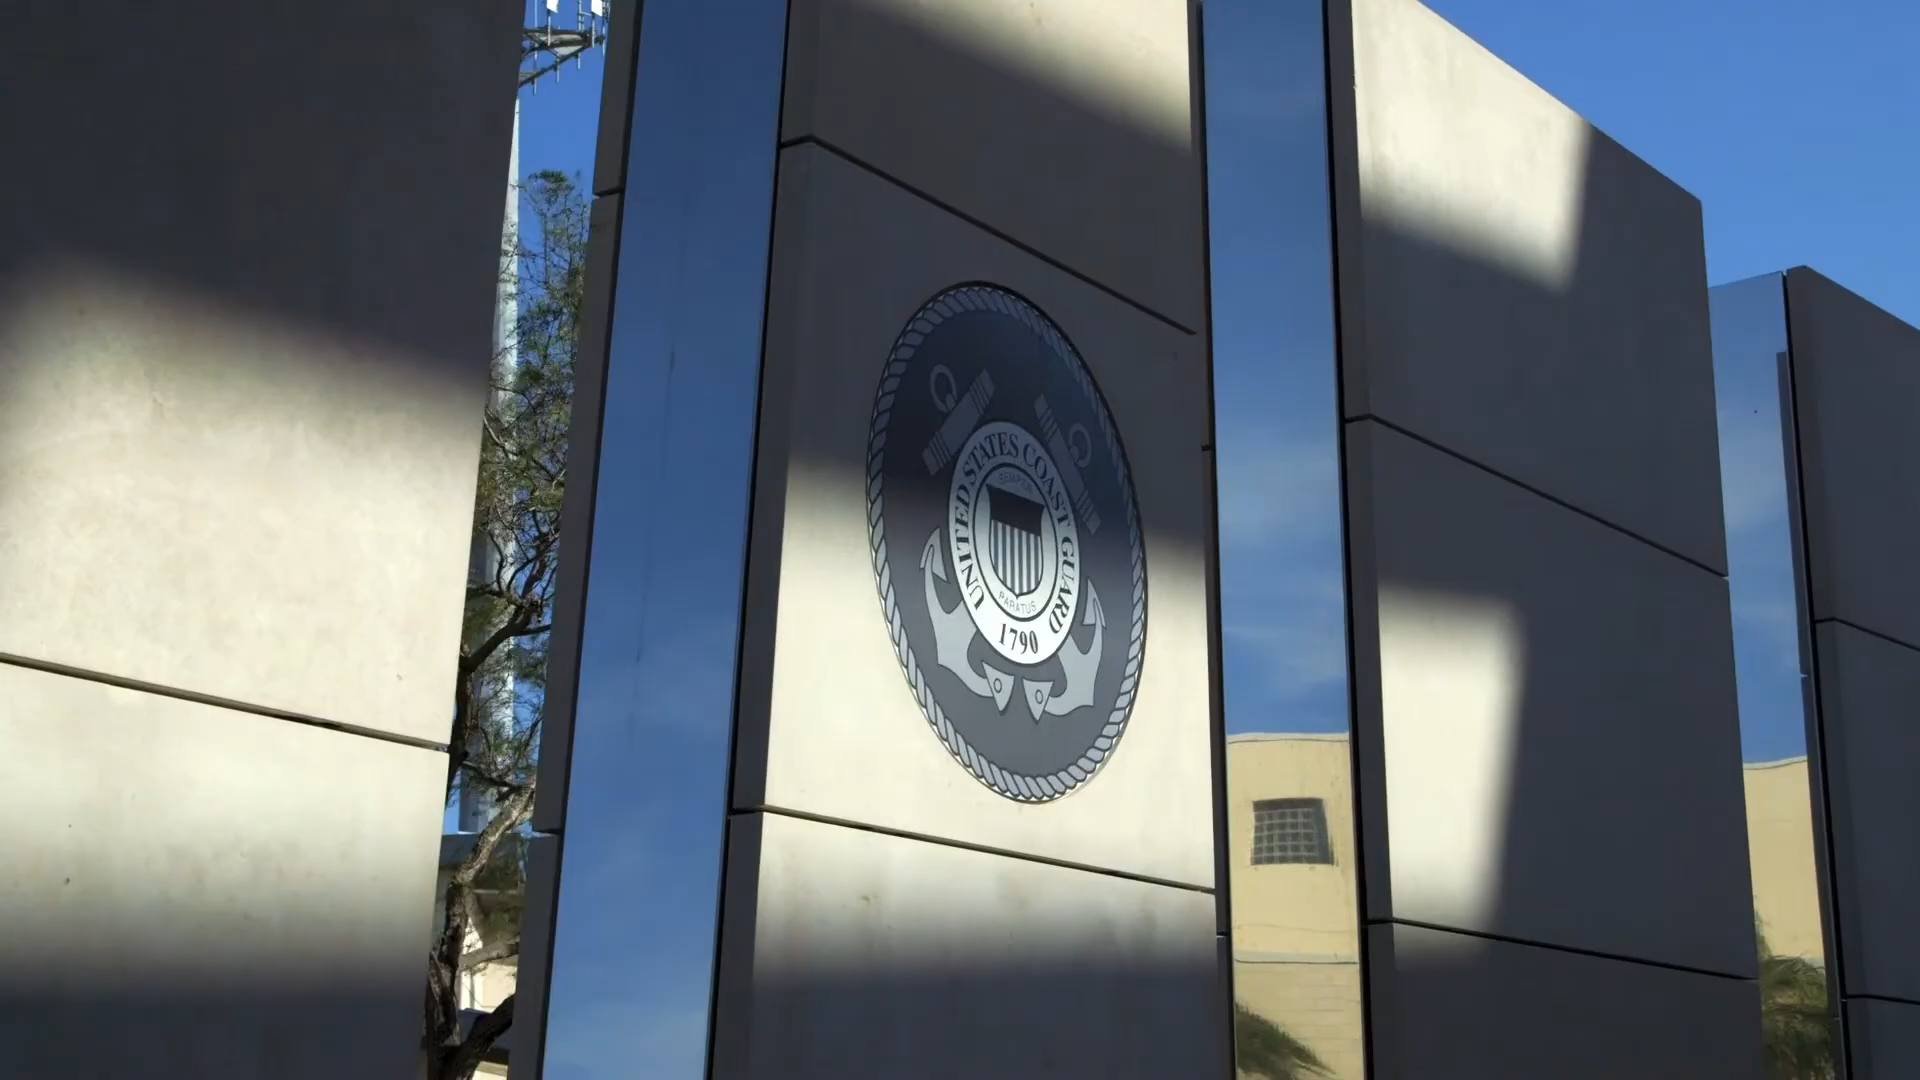 UNITED STATES COAST GUARD
SEMPER
PARATUS
1790